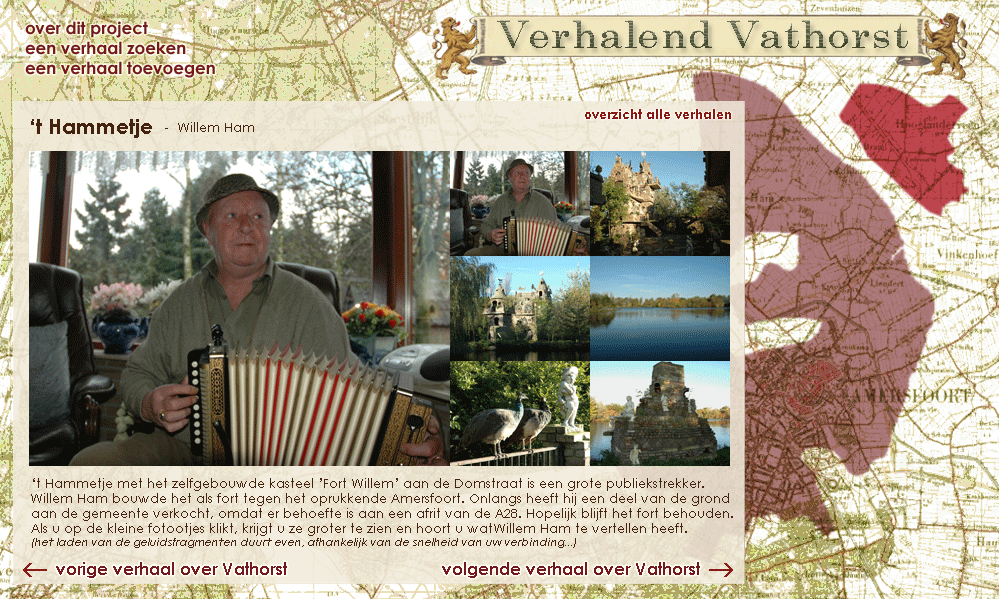 over dit project
een verhaal zoeken
een verhaal toevoegen
Verhalend Vathorst
overzicht alle verhalen
‘t Hammetje - Willem Ham
‘t Hammetje met het zelfgebouwde kasteel 'Fort Willem' aan de Domstraat is een grote publiekstrekker.
Willem Ham bouwde het als fort tegen het oprukkende Amersfoort. Onlangs heeft hij een deel van de grond
aan de gemeente verkocht, omdat er behoefte is aan een afrit van de A28. Hopelijk blijft het fort behouden.
Als u op de kleine fotootjes klikt, krijgt u ze groter te zien en hoort u watWillem Ham te vertellen heeft.
(het laden van de geluidsfragmenten duurt even, afhankelijk van de snelheid van uw verbinding...)
vorige verhaal over Vathorst
volgende verhaal over Vathorst
Zevenhuizen
Hooglanderveen
Vinkenhoef
Liendert
AMERSFOORT